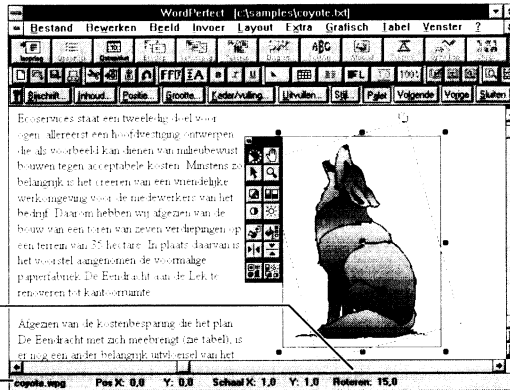 WordPerfect - [c:\samples\coyote.txt]
Bestand Bewerken Beeld Invoer Layout Extra Grafisch Tabel Venster ?
100%
Bijschrift... Inhoud... Positie... Grootte... Kader/vulling... Uitvullen... Stijl... Palet Volgende Vorige Sluiten
Ecoservices staat een tweeledig doel voor
ogen: allereerst een hoofdvestiging ontwerpen
die als voorbeeld kan dienen van milieubewust
bouwen tegen acceptabele kosten. Minstens zo
belangrijk is het creëren van een vriendelijke
werkomgeving voor de medewerkers van het
bedrijf. Daarom hebben wij afgezien van de
bouw van een toren van zeven verdiepingen op
een terrein van 35 hectare. In plaats daarvan is
het voorstel aangenomen de voormalige
papierfabriek De Eendracht aan de Lek te
renoveren tot kantoorruimte.
Afgezien van de kostenbesparing die het plan
De Eendracht met zich meebrengt (zie tabel), is
er nog een ander belangrijk uitvloeisel van het
coyote.wpg Pos X: 0,0 Y: 0,0 Schaal X: 1,0 Y: 1,0 Roteren: 15,0